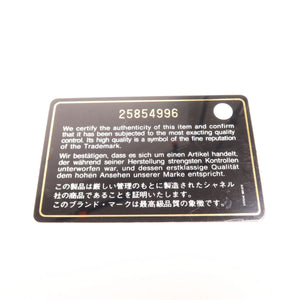 25854996
We certify the authenticity of this item and confirm
that it has been subjected to the most exacting quality
control. Its high quality is a symbol of the fine reputation
of the Trademark.
Wir bestätigen, dass es sich um einen Artikel handelt,
der während seiner Herstellung strengsten Kontrollen
unterworfen war, und dessen erstklassige Qualität
dem hohen Ansehen unserer Marke entspricht.
この製品は厳しい管理のもとに製造されたシャネル
社の商品であることを証明いたします。
このブランド・マークは最高級品質の象徴です。